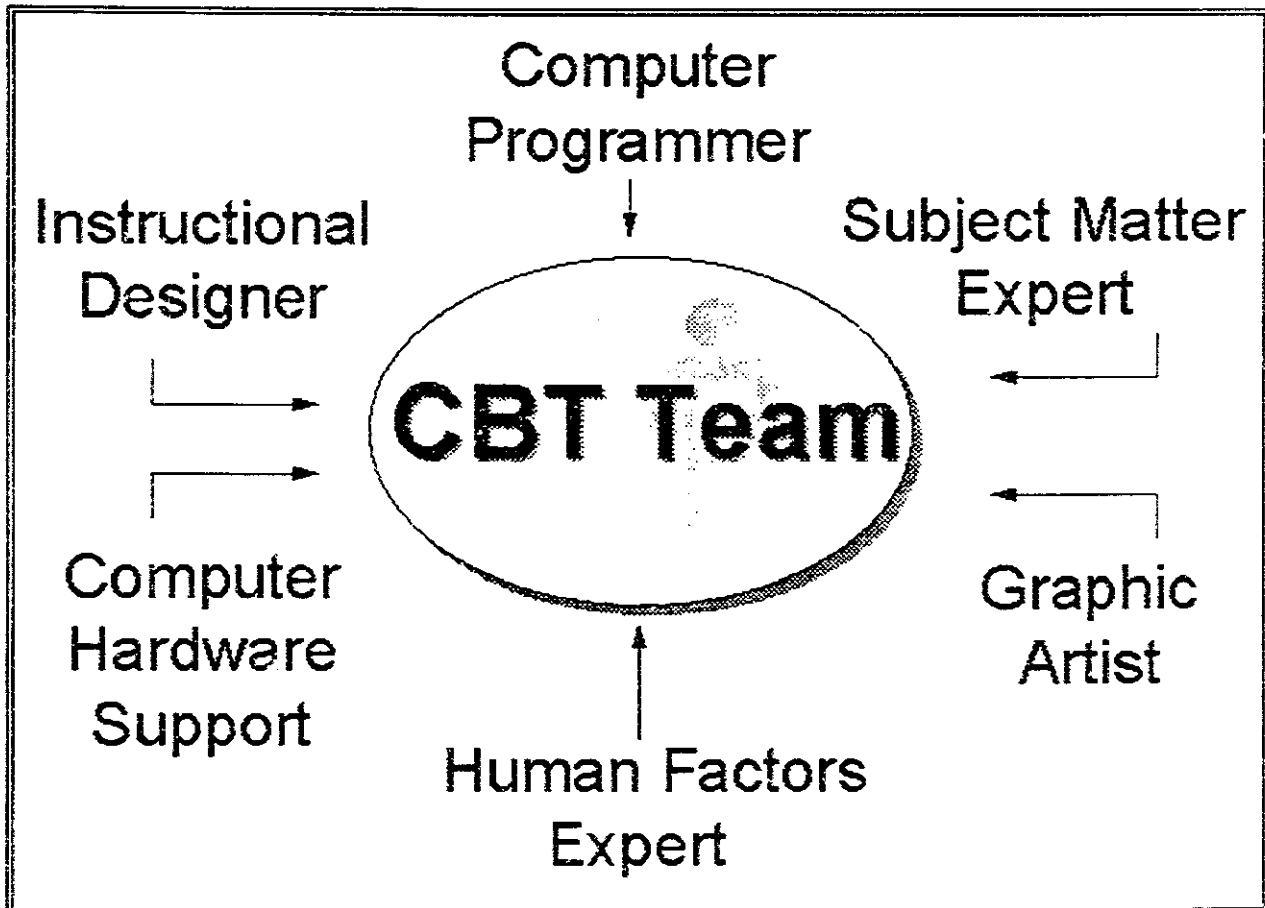 Computer
Programmer
Instructional
Designer
Subject Matter
Expert
CBT Team
Computer
Hardware
Support
Graphic
Artist
Human Factors
Expert